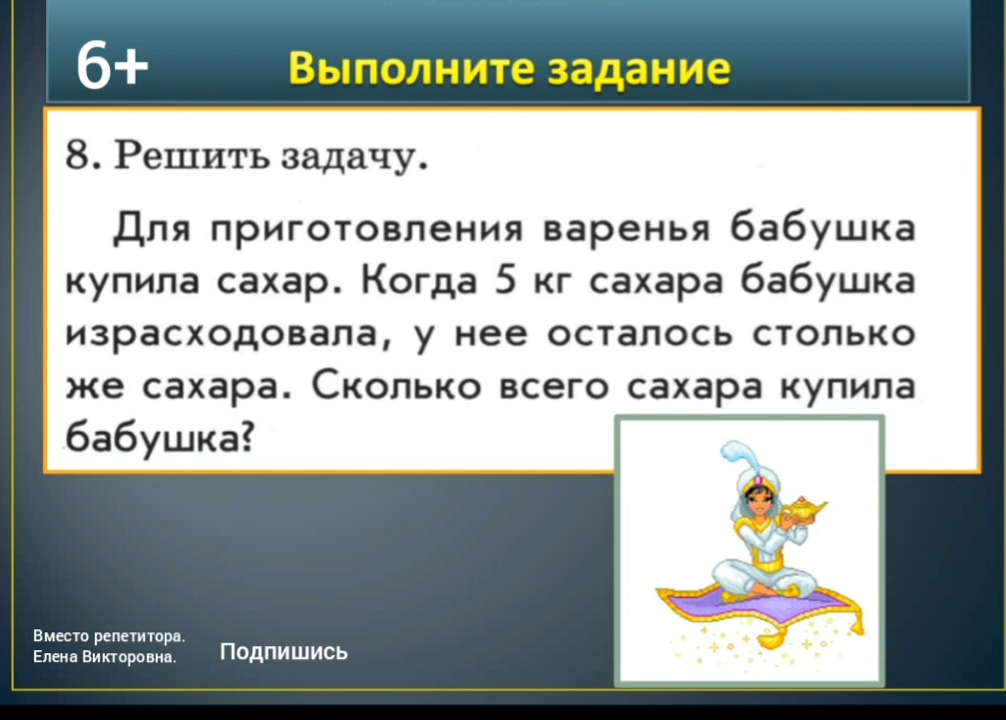 6+
Выполните задание
8. Решить задачу.
Для приготовления варенья бабушка
купила сахар. Когда 5 кг сахара бабушка
израсходовала, у нее осталось столько
же сахара. Сколько всего сахара купила
бабушка?
Вместо репетитора.
Елена Викторовна.
Подпишись